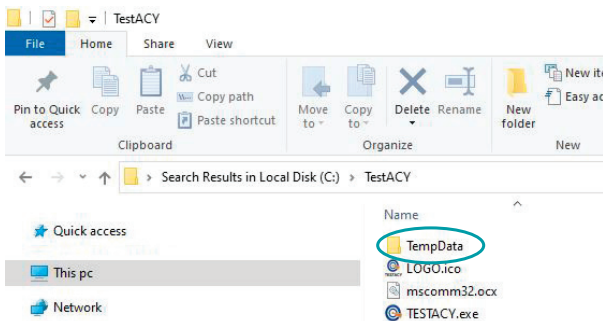 TestACY
File Home Share View
Pin to Quick access
Copy
Paste
Cut
Copy path
Paste shortcut
Move to
Copy to
Delete
Rename
New folder
New ite
Easy ac
Clipboard Organize New
Search Results in Local Disk (C:) > TestACY
Name
Quick access
This pc
Network
TempData
LOGO.ico
mscomm32.ocx
TESTACY.exe